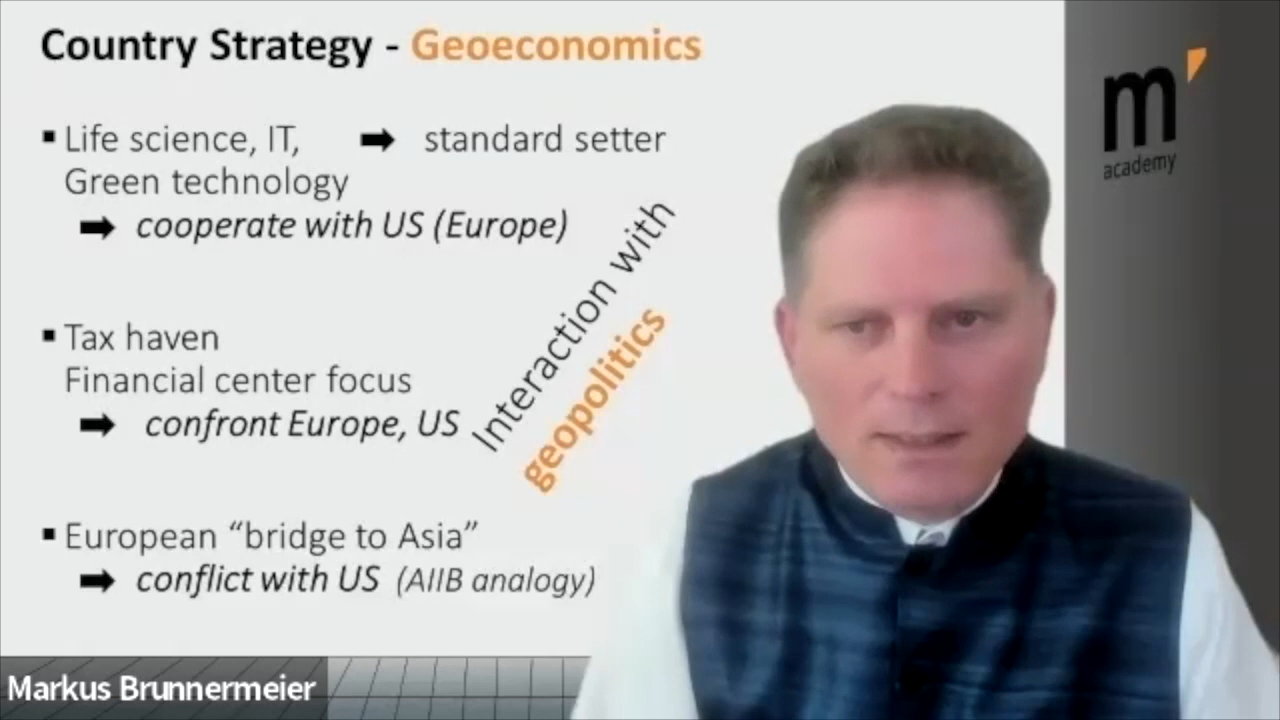 Country Strategy - Geoeconomics
▪ Life science, IT, ➡ standard setter
Green technology
➡ cooperate with US (Europe)
▪ Tax haven
Financial center focus
➡ confront Europe, US
▪ European “bridge to Asia”
➡ conflict with US (AIIB analogy)
Interaction with
geopolitics
m
academy
Markus Brunnermeier